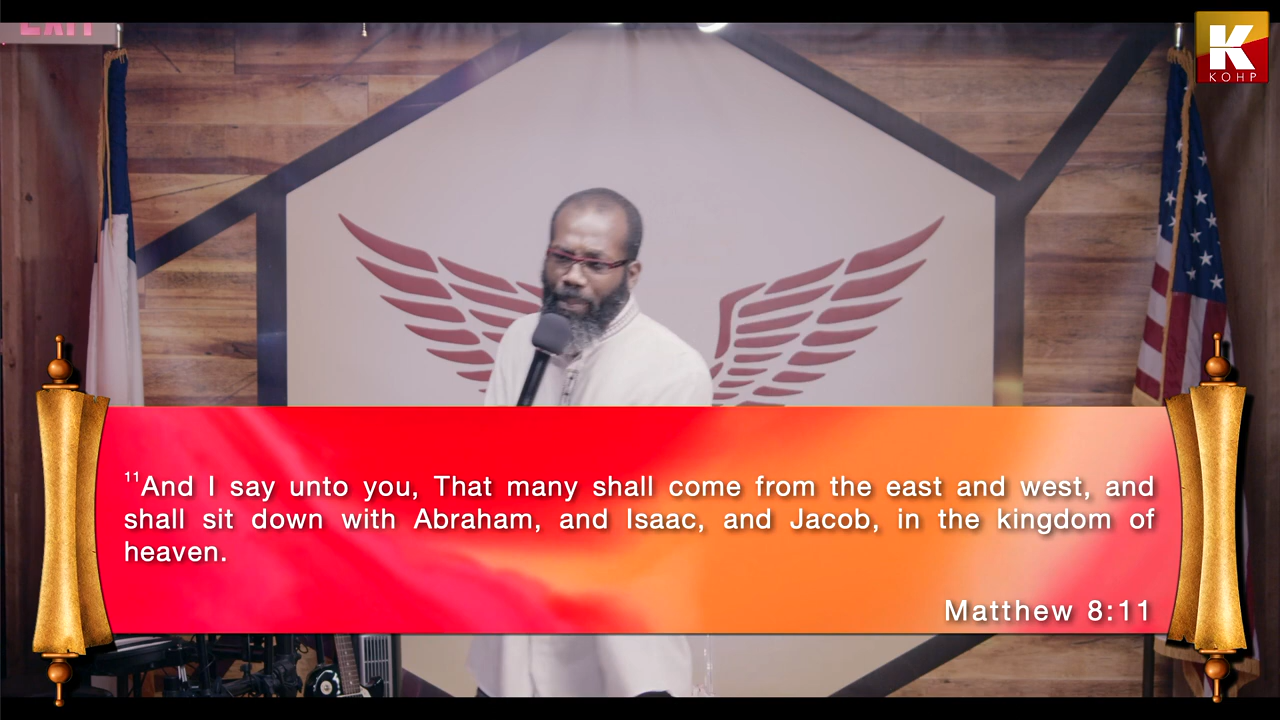 EXIT
K
KOHP
11And I say unto you, That many shall come from the east and west, and
shall sit down with Abraham, and Isaac, and Jacob, in the kingdom of
heaven.
Matthew 8:11